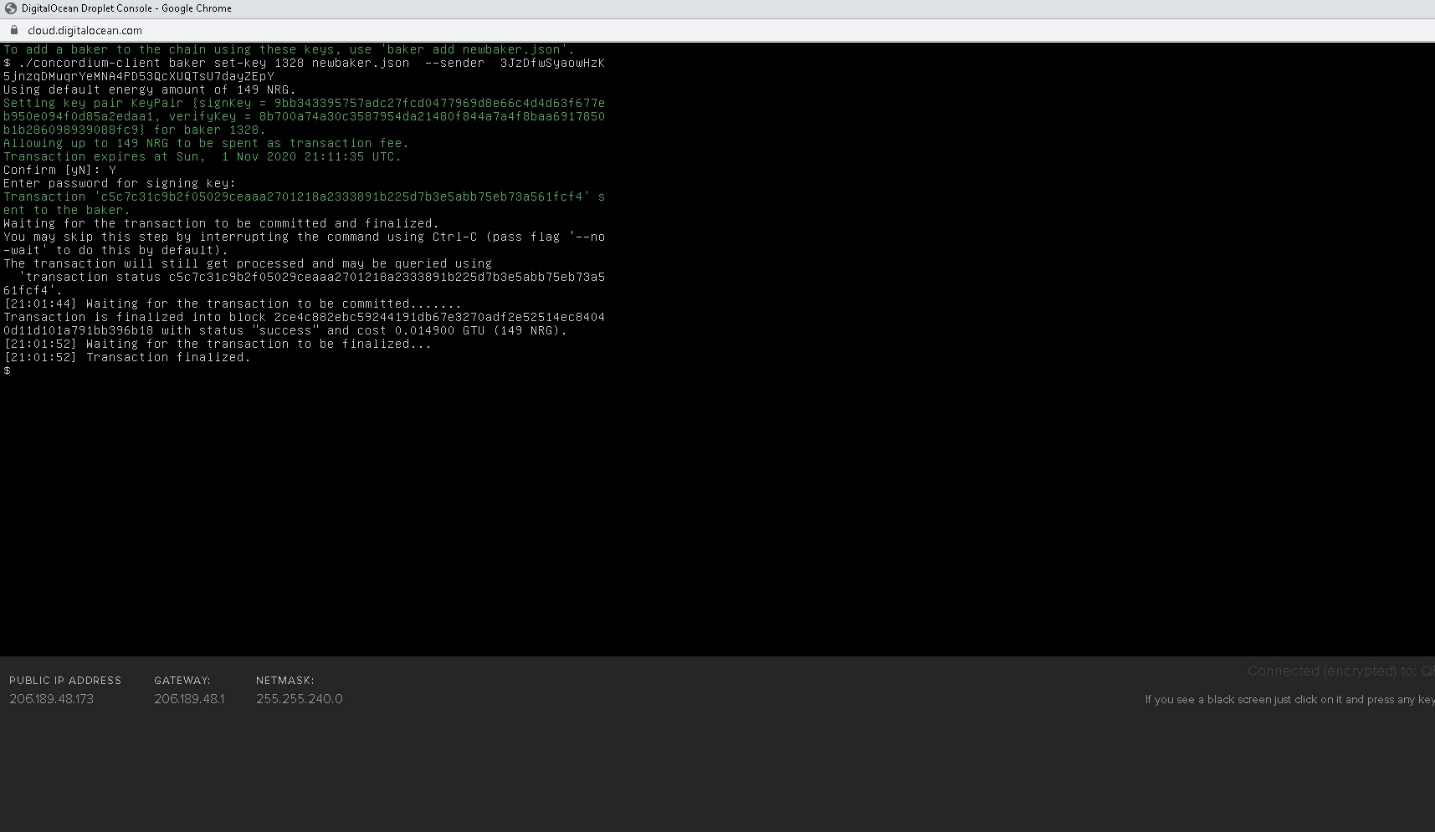 DigitalOcean Droplet Console - Google Chrome
cloud.digitalocean.com
To add a baker to the chain using these keys, use 'baker add newbaker.json'.
$ ./concordium-client baker set-key 1328 newbaker.json  --sender  3JzDfwSyaowHzK
5jnzqDMuqrYeMNA4PD53QcXUQTsU7dayZEpY
Using default energy amount of 149 NRG.
Setting key pair KeyPair {signKey = 9bb343395757adc27fcd0477969d8e66c4d4d63f677e
b950e094f0d85a2edaa1, verifyKey = 8b700a74a30c3587954da21480f844a7a4f8baa6917850
b1b286098939088fc9} for baker 1328.
Allowing up to 149 NRG to be spent as transaction fee.
Transaction expires at Sun,  1 Nov 2020 21:11:35 UTC.
Confirm [yN]: Y
Enter password for signing key:
Transaction 'c5c7c31c9b2f05029ceaaa2701218a2333891b225d7b3e5abb75eb73a561fcf4' s
ent to the baker.
Waiting for the transaction to be committed and finalized.
You may skip this step by interrupting the command using Ctrl-C (pass flag '--no
-wait' to do this by default).
The transaction will still get processed and may be queried using
  'transaction status c5c7c31c9b2f05029ceaaa2701218a2333891b225d7b3e5abb75eb73a5
61fcf4'.
[21:01:44] Waiting for the transaction to be committed.......
Transaction is finalized into block 2ce4c882ebc59244191db67e3270adf2e52514ec8404
0d11d101a791bb396b18 with status "success" and cost 0.014900 GTU (149 NRG).
[21:01:52] Waiting for the transaction to be finalized...
[21:01:52] Transaction finalized.
$
PUBLIC IP ADDRESS GATEWAY: NETMASK:
206.189.48.173 206.189.48.1 255.255.240.0
Connected (encrypted) to: Q
If you see a black screen just click on it and press any key